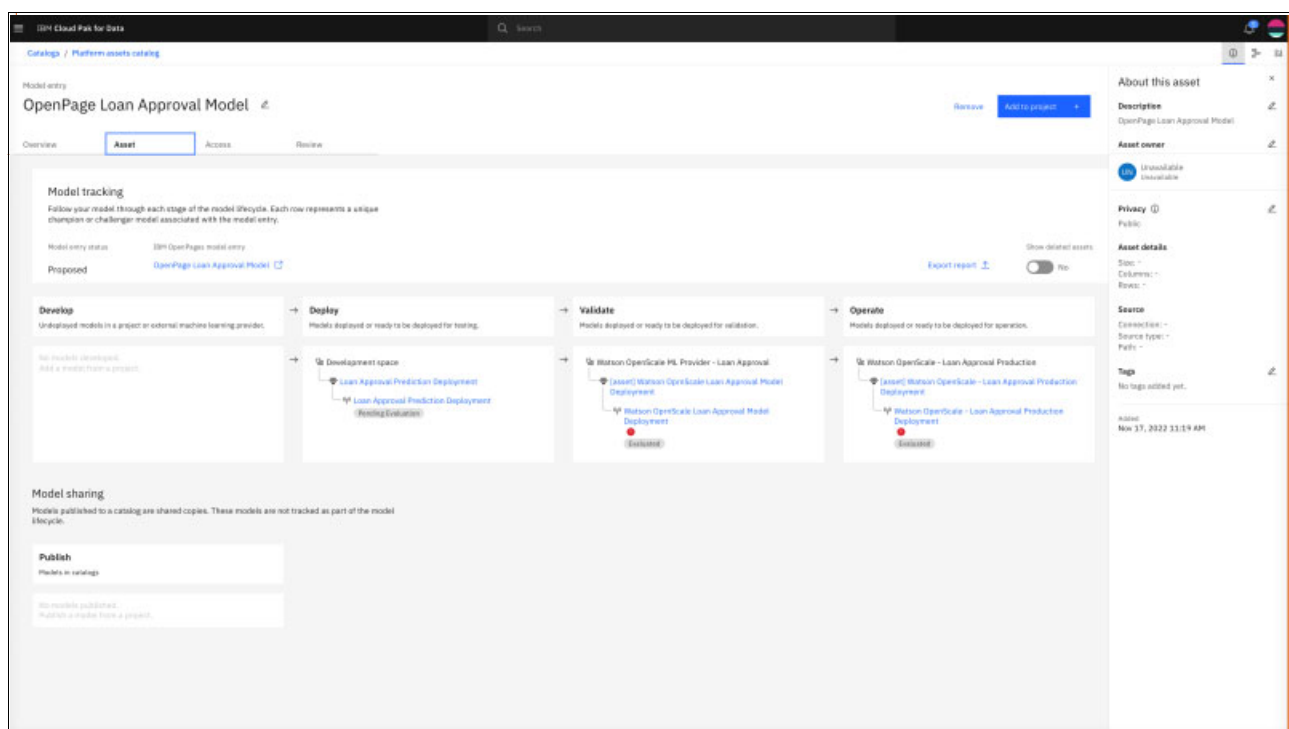 IBM Cloud Pak for Data
Search
Catalogs / Platform assets catalog
Model entry
OpenPage Loan Approval Model
Remove
Add to project +
Overview
Asset
Access
Review
Model tracking
Follow your model through each stage of the model lifecycle. Each row represents a unique
champion or challenger model associated with the model entry.
Model entry status
IBM OpenPages model entry
Show deleted assets
Proposed
OpenPage Loan Approval Model
Export report
No
Develop
Undeployed models in a project or external machine learning provider.
→ Deploy
Models deployed or ready to be deployed for testing.
→ Validate
Models deployed or ready to be deployed for validation.
→ Operate
Models deployed or ready to be deployed for operation.
No models developed.
Add a model from a project.
→ Development space
Loan Approval Prediction Deployment
Loan Approval Prediction Deployment
Pending Evaluation
→ Watson OpenScale ML Provider - Loan Approval
[asset] Watson OpenScale Loan Approval Model
Deployment
Watson OpenScale Loan Approval Model
Deployment
Evaluated
→ Watson OpenScale - Loan Approval Production
[asset] Watson OpenScale - Loan Approval Production
Deployment
Watson OpenScale - Loan Approval Production
Deployment
Evaluated
Model sharing
Models published to a catalog are shared copies. These models are not tracked as part of the model
lifecycle.
Publish
Models in catalogs
No models published.
Publish a model from a project.
About this asset ×
Description
OpenPage Loan Approval Model
Asset owner
UN
Unavailable
Unavailable
Privacy
Public
Asset details
Size: -
Columns: -
Rows: -
Source
Connection: -
Source type: -
Path: -
Tags
No tags added yet.
Added
Nov 17, 2022 11:19 AM